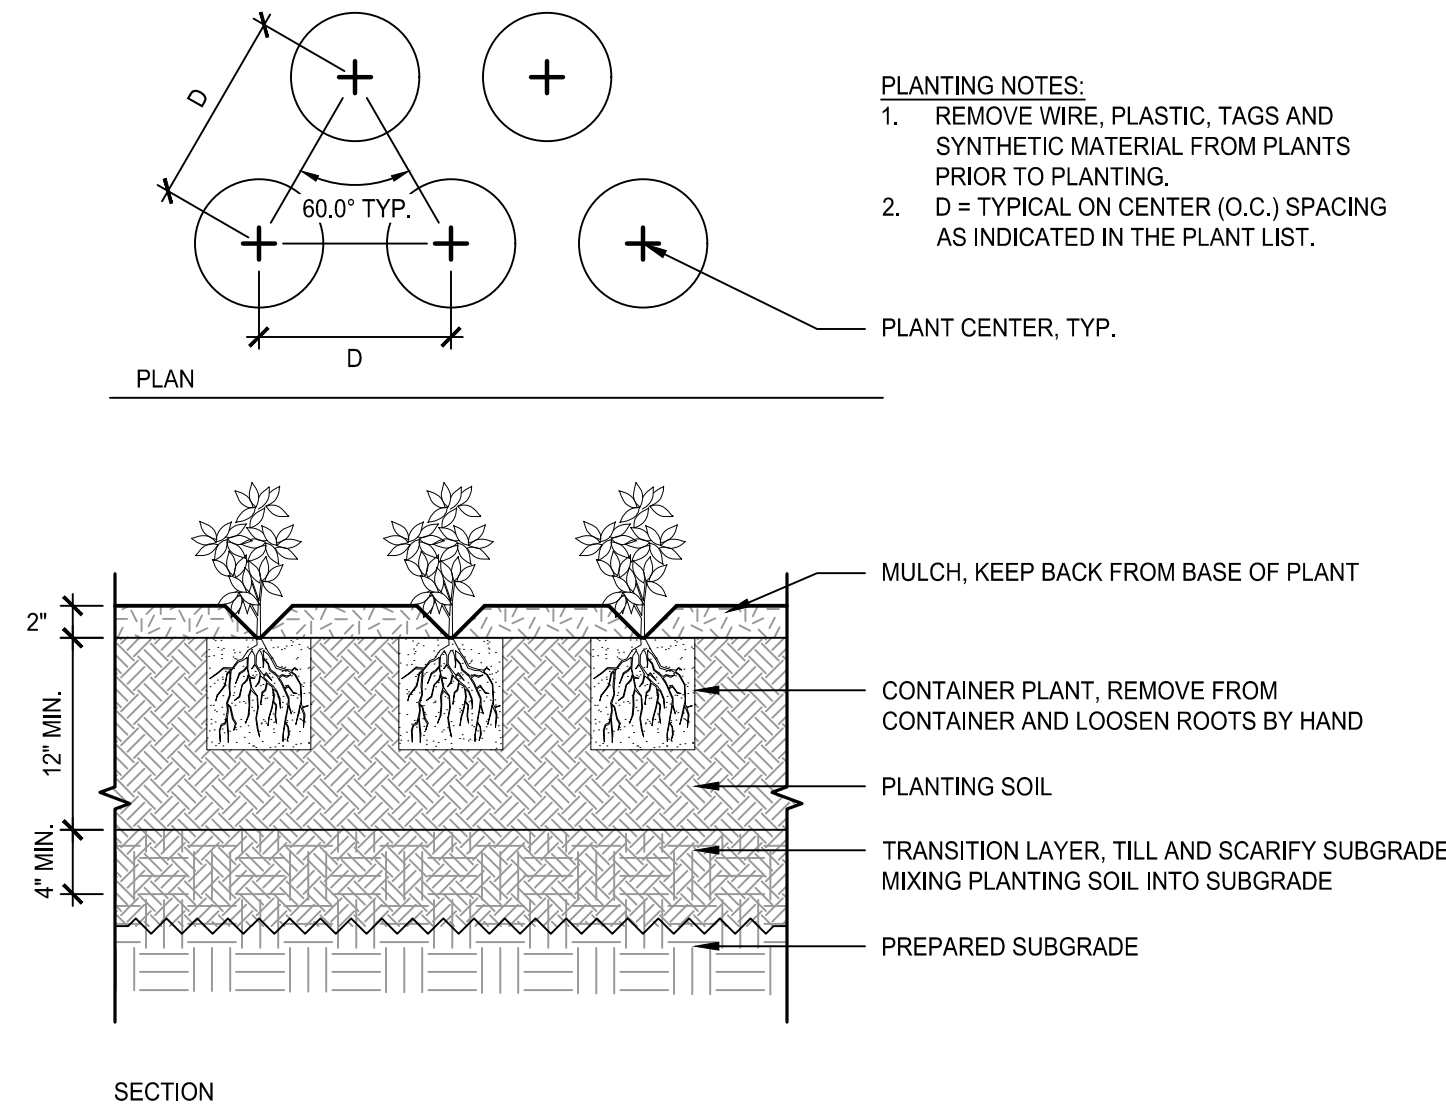 D
60.0° TYP.
D
PLAN
PLANTING NOTES:
1. REMOVE WIRE, PLASTIC, TAGS AND
SYNTHETIC MATERIAL FROM PLANTS
PRIOR TO PLANTING.
2. D = TYPICAL ON CENTER (O.C.) SPACING
AS INDICATED IN THE PLANT LIST.
PLANT CENTER, TYP.
2"
12" MIN.
4" MIN.
MULCH, KEEP BACK FROM BASE OF PLANT
CONTAINER PLANT, REMOVE FROM
CONTAINER AND LOOSEN ROOTS BY HAND
PLANTING SOIL
TRANSITION LAYER, TILL AND SCARIFY SUBGRADE
MIXING PLANTING SOIL INTO SUBGRADE
PREPARED SUBGRADE
SECTION